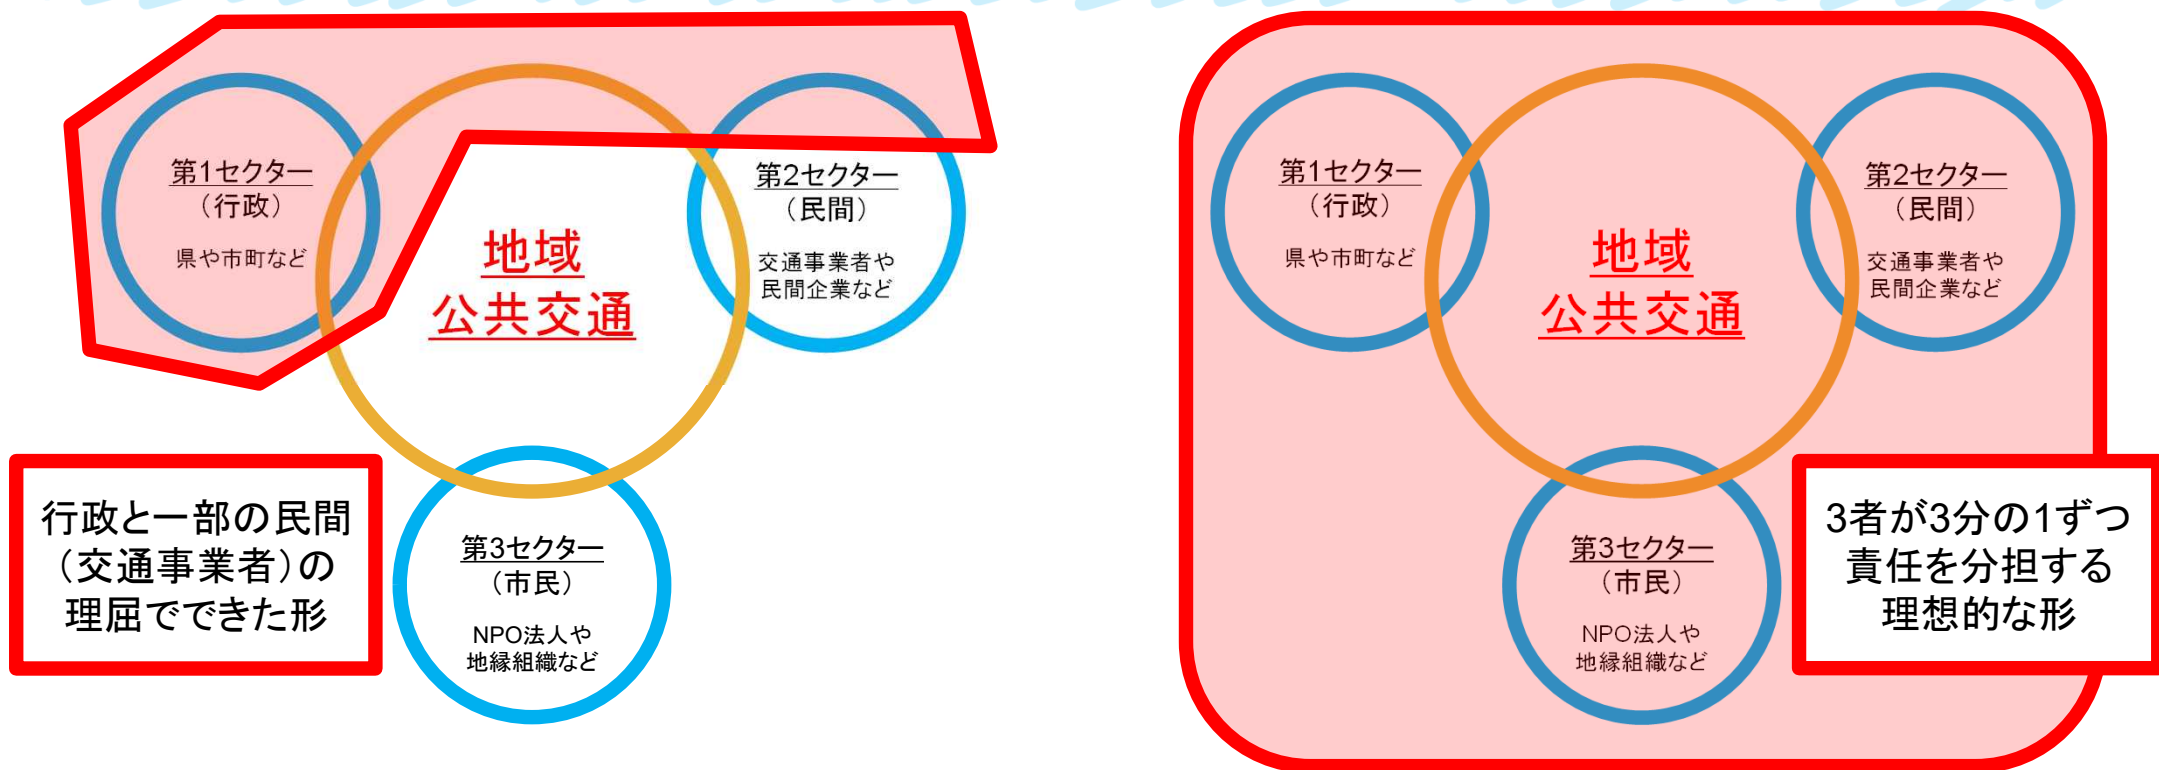 第1セクター
（行政）
県や市町など
地域
公共交通
第2セクター
（民間）
交通事業者や
民間企業など
第3セクター
（市民）
NPO法人や
地縁組織など
行政と一部の民間
（交通事業者）の
理屈でできた形
第1セクター
（行政）
県や市町など
地域
公共交通
第2セクター
（民間）
交通事業者や
民間企業など
第3セクター
（市民）
NPO法人や
地縁組織など
3者が3分の1ずつ
責任を分担する
理想的な形